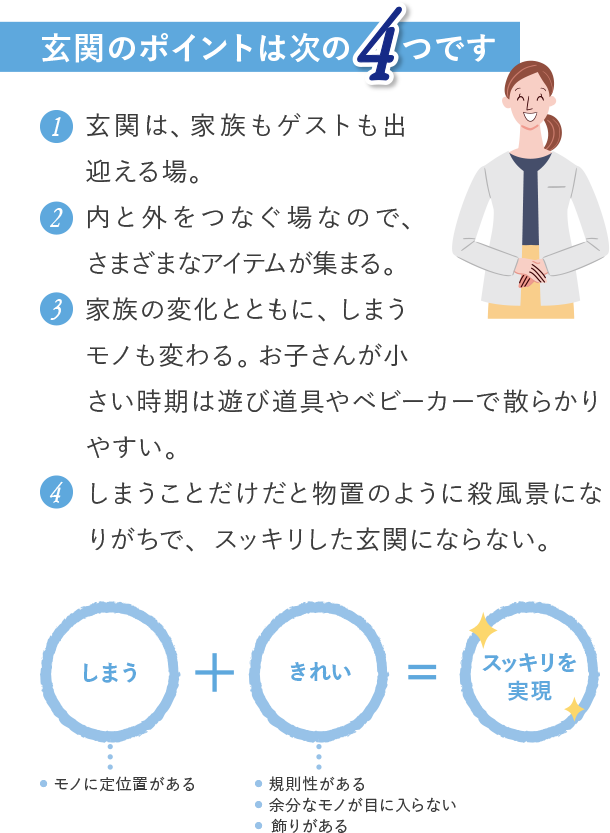 玄関のポイントは次の4つです
1 玄関は、家族もゲストも出
迎える場。
2 内と外をつなぐ場なので、
さまざまなアイテムが集まる。
3 家族の変化とともに、しまう
モノも変わる。お子さんが小
さい時期は遊び道具やベビーカーで散らかり
やすい。
4 しまうことだけだと物置のように殺風景にな
りがちで、スッキリした玄関にならない。
しまう + きれい = スッキリを
実現
● モノに定位置がある
● 規則性がある
● 余分なモノが目に入らない
● 飾りがある